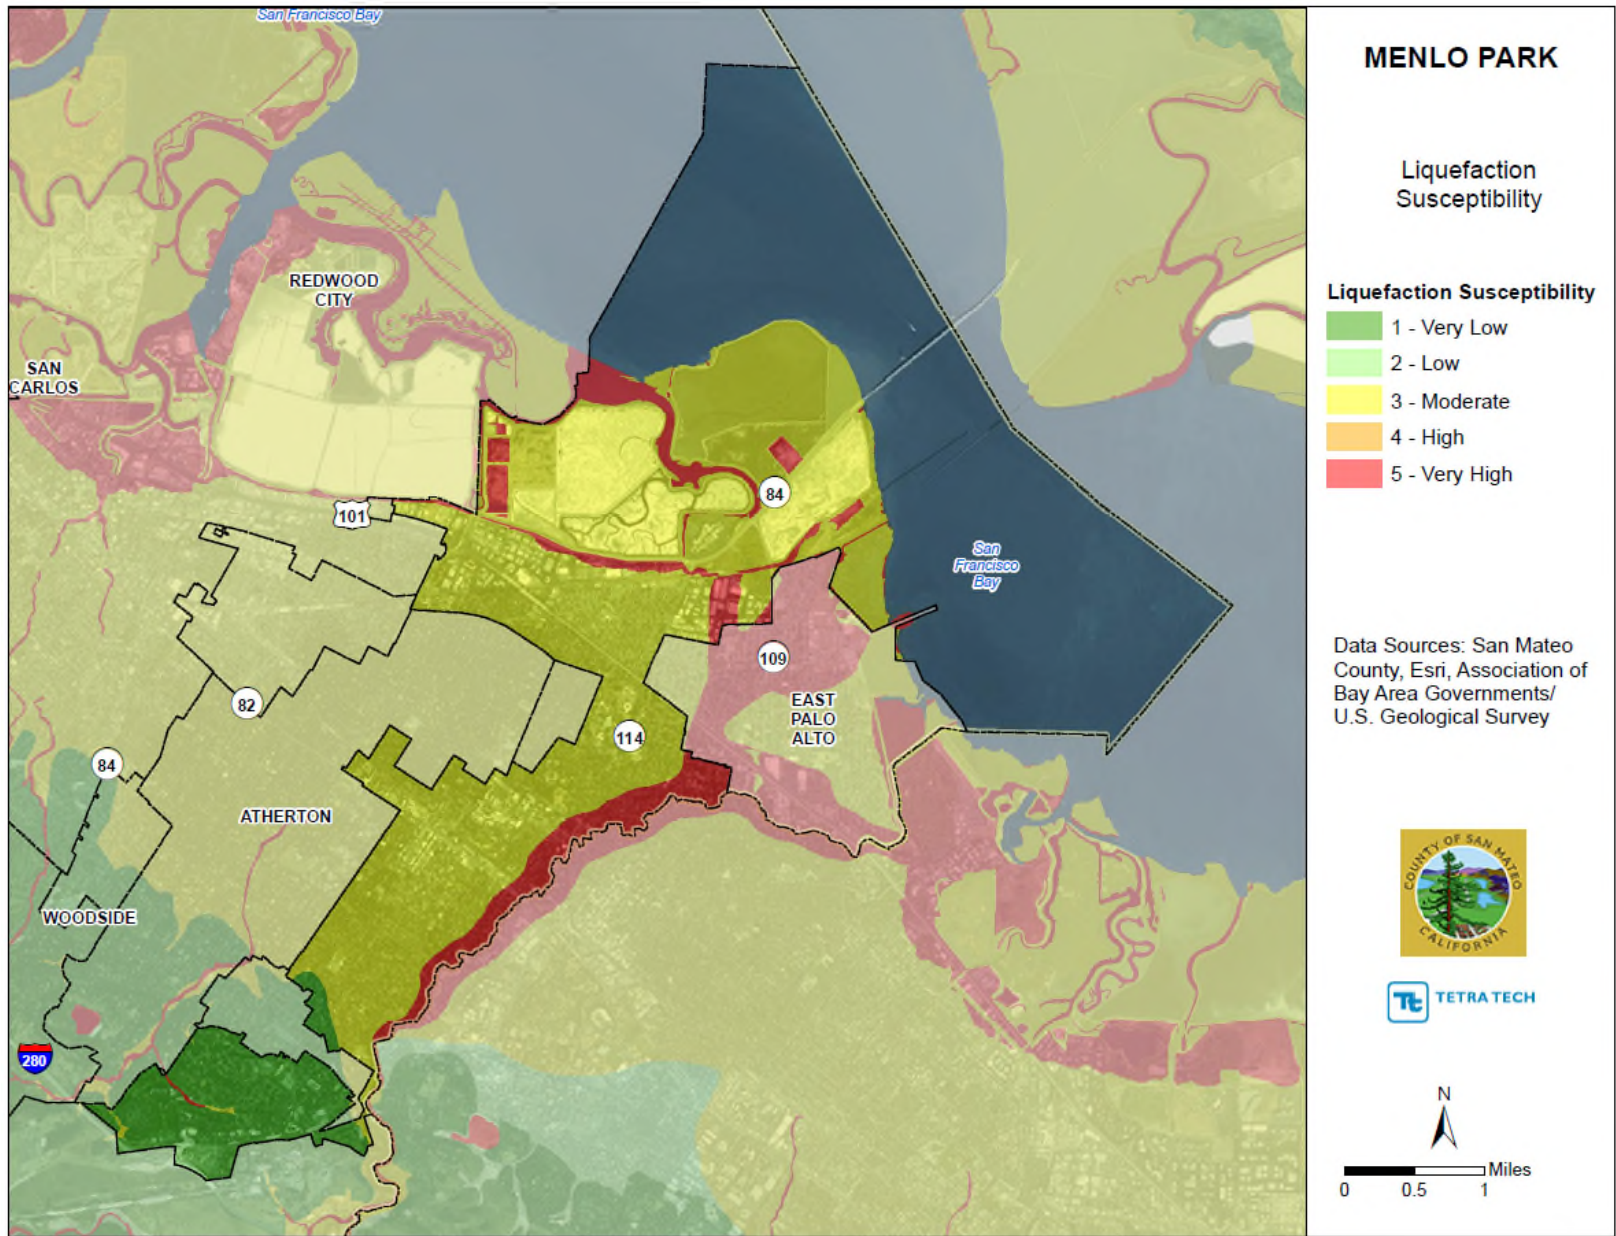 San Francisco Bay
REDWOOD
CITY
SAN
CARLOS
101
84
San
Francisco
Bay
109
EAST
PALO
ALTO
82
114
84
ATHERTON
WOODSIDE
280
MENLO PARK
Liquefaction
Susceptibility
Liquefaction Susceptibility
1 - Very Low
2 - Low
3 - Moderate
4 - High
5 - Very High
Data Sources: San Mateo
County, Esri, Association of
Bay Area Governments/
U.S. Geological Survey
COUNTY OF SAN MATEO
CALIFORNIA
Tt TETRA TECH
N
Miles
0 0.5 1